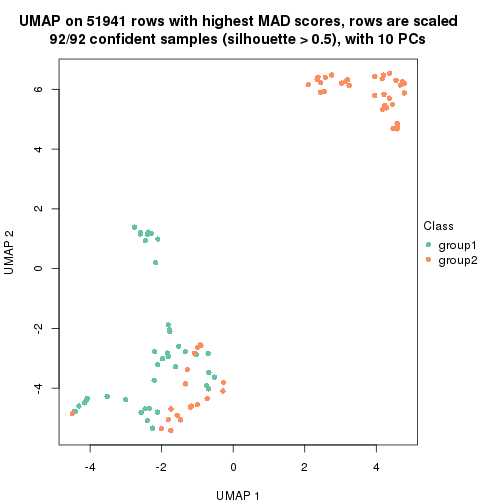 UMAP on 51941 rows with highest MAD scores, rows are scaled
92/92 confident samples (silhouette > 0.5), with 10 PCs
6
4
2
0
-2
-4
UMAP 2
-4
-2
0
2
4
UMAP 1
Class
group1
group2